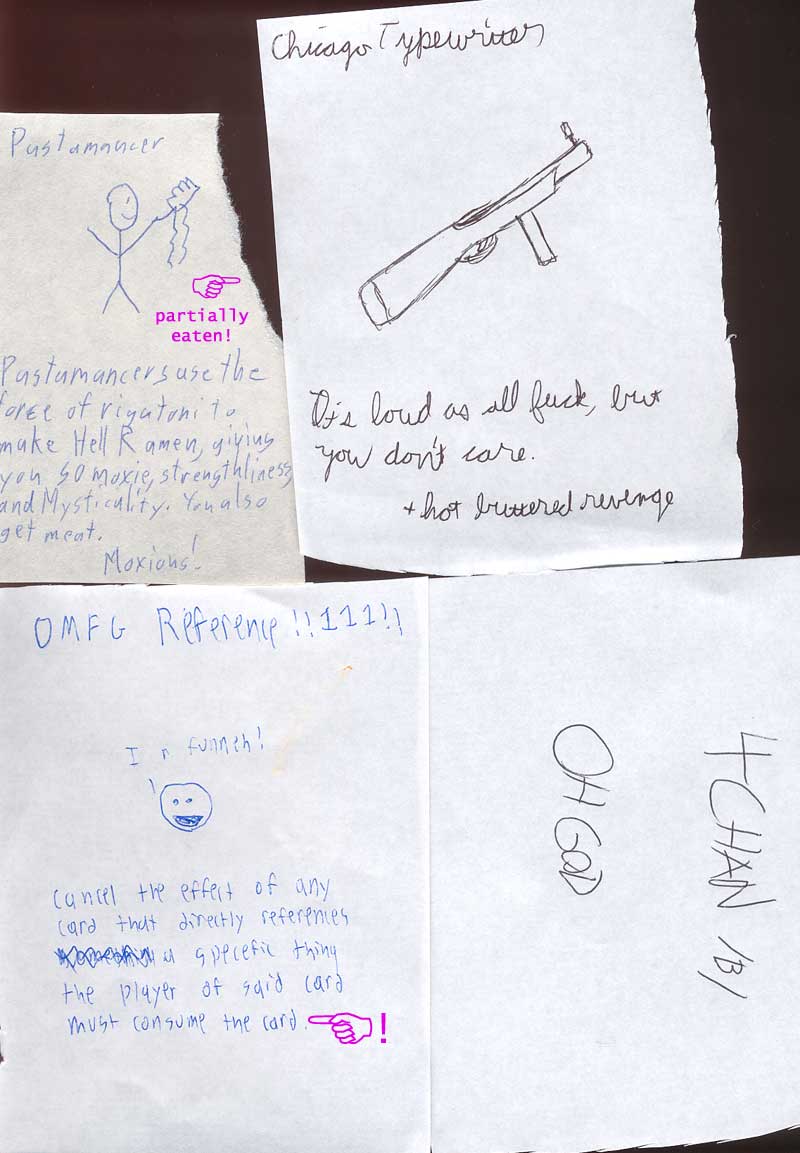 Chicago Typewriter
Pastamancer
partially
eaten!
Pastamancers use the
force of rigatoni to
make Hell Ramen, giving
you 50 moxie, strengthliness
and Mysticality. You also
get meat.
Moxious!
It's loud as all fuck, but
you don't care.
+ hot buttered revenge
OMFG Reference!!111!!
I r funneh!
Cancel the effect of any
card that directly references
a specefic thing
the player of said card
must consume the card.
!
4CHAN /B/
OH GOD